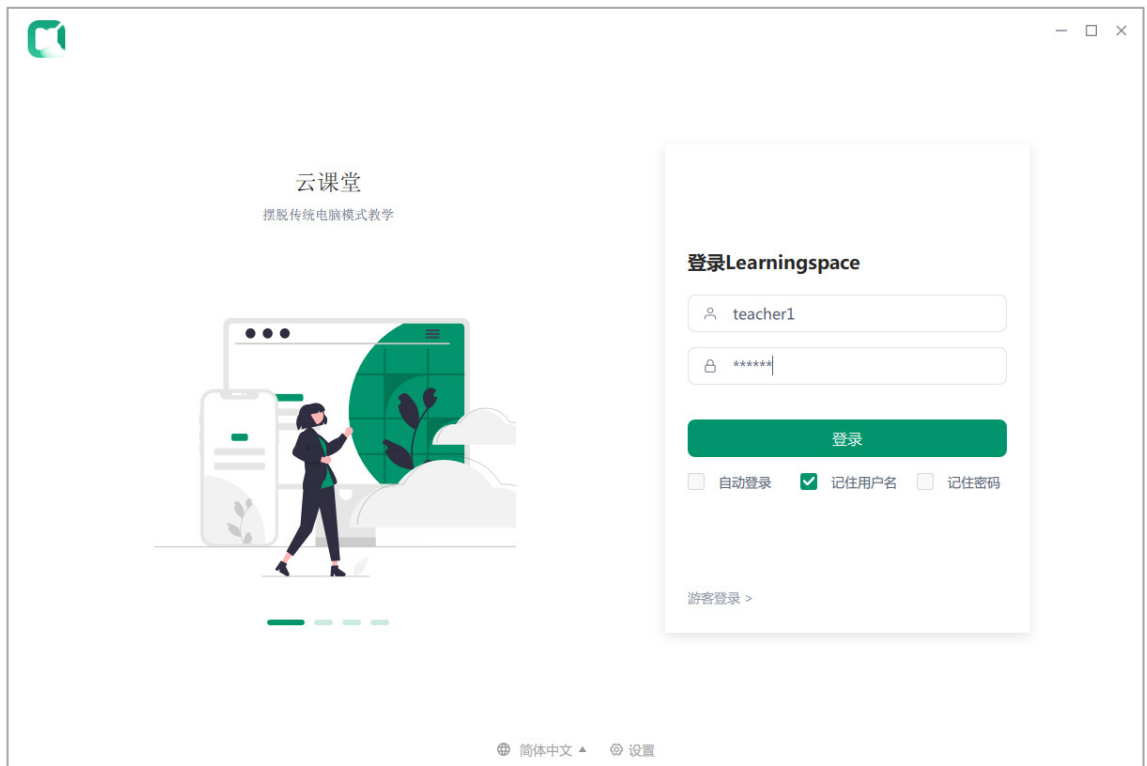 云课堂
摆脱传统电脑模式教学
登录Learningspace
teacher1
******
登录
自动登录 记住用户名 记住密码
游客登录 >
简体中文 设置